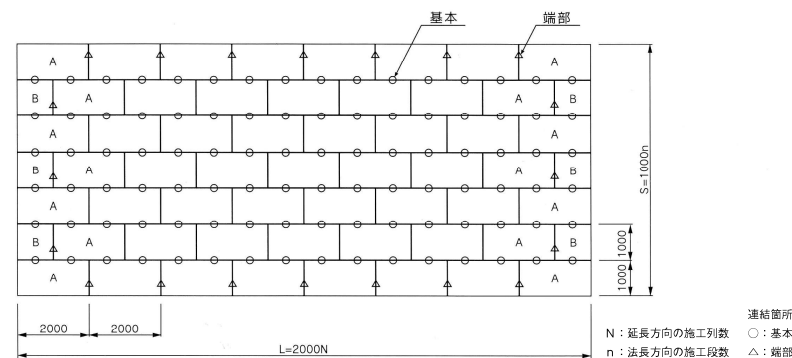 基本 端部
A A
B A A B
A A
B A A B
A A
B A A B
A A
S=1000n
1000
1000
2000 2000
L=2000N
連結箇所
N：延長方向の施工列数 ○：基本
n：法長方向の施工段数 △：端部